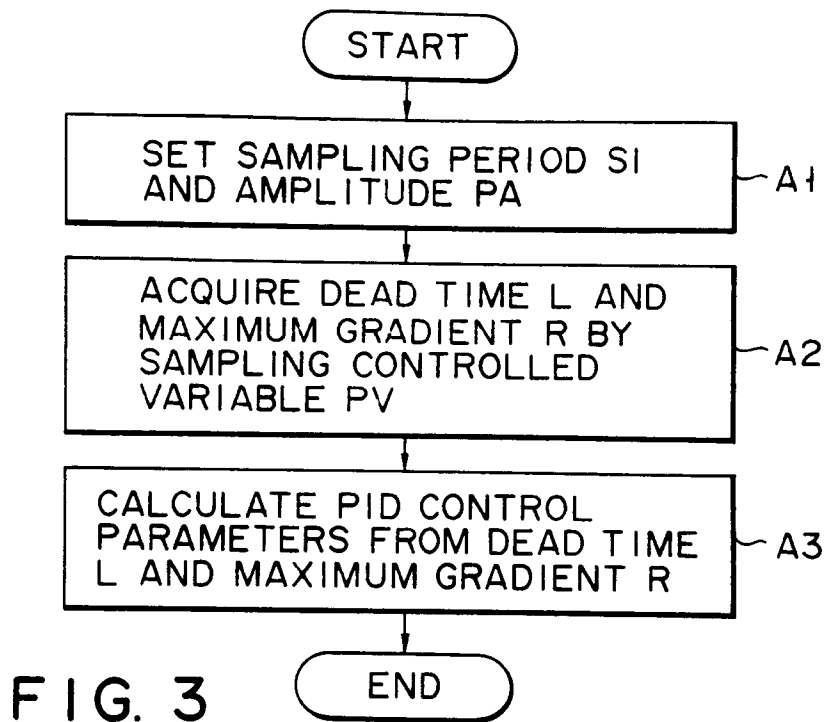 START
SET SAMPLING PERIOD SI
AND AMPLITUDE PA
A1
ACQUIRE DEAD TIME L AND
MAXIMUM GRADIENT R BY
SAMPLING CONTROLLED
VARIABLE PV
A2
CALCULATE PID CONTROL
PARAMETERS FROM DEAD TIME
L AND MAXIMUM GRADIENT R
A3
END
FIG. 3